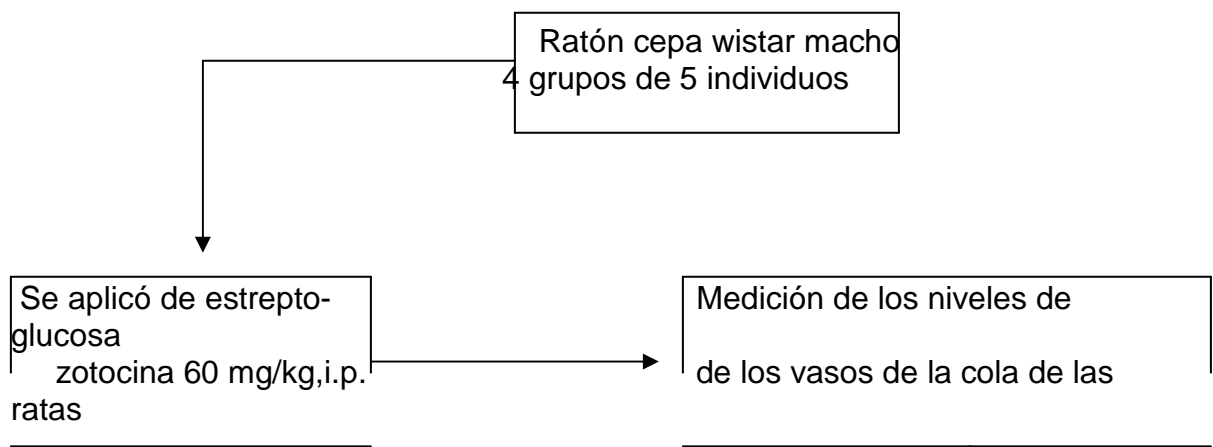 Ratón cepa wistar macho
4 grupos de 5 individuos
Se aplicó de estrepto-
glucosa
zotocina 60 mg/kg,i.p.
ratas
Medición de los niveles de
de los vasos de la cola de las